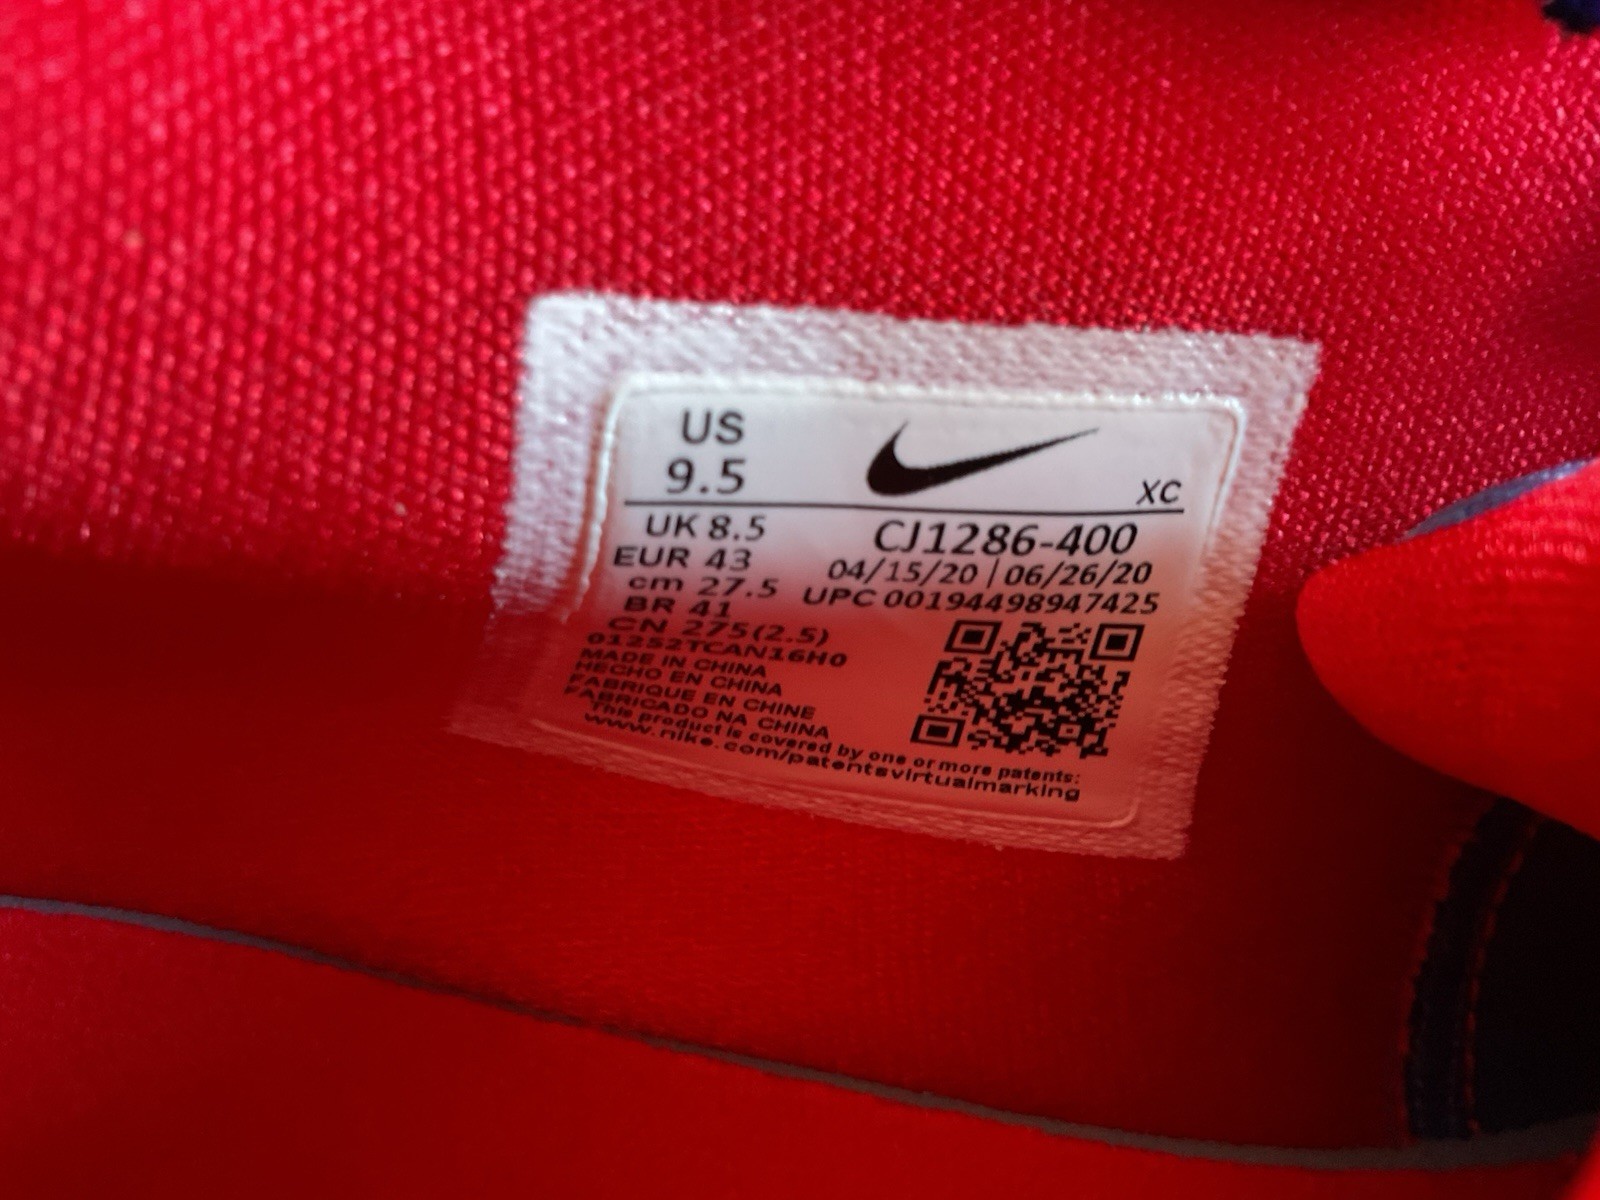 US
9.5
XC
UK 8.5
EUR 43
cm 27.5
BR 41
CN 275(2.5)
01252TCAN16H0
MADE IN CHINA
HECHO EN CHINA
FABRIQUE EN CHINE
FABRICADO NA CHINA
CJ1286-400
04/15/20 | 06/26/20
UPC 00194498947425
This product is covered by one or more patents:
www.nike.com/patentsvirtualmarking